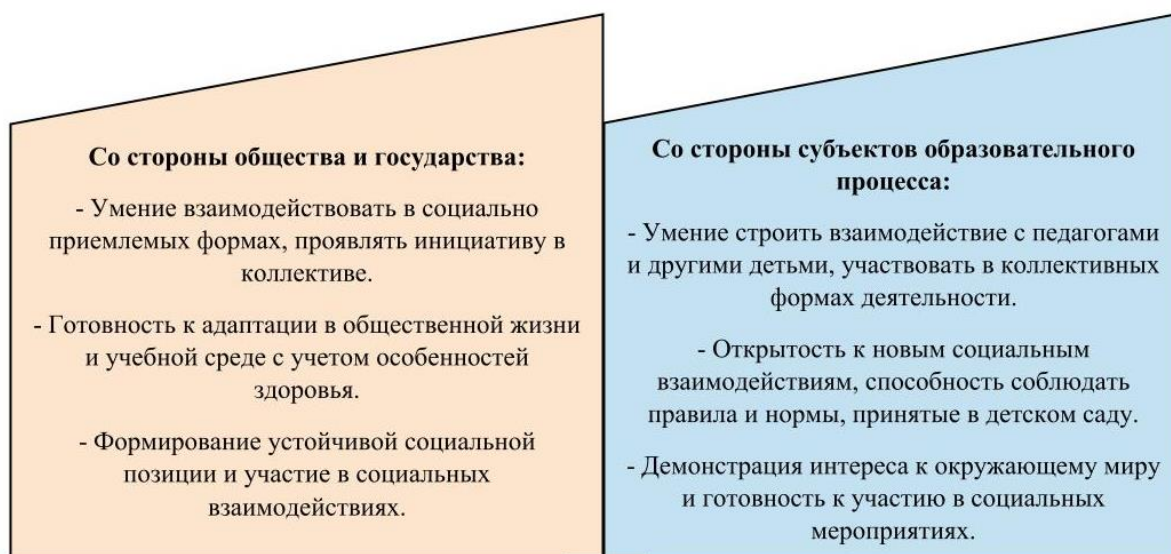 Со стороны общества и государства:
- Умение взаимодействовать в социально
приемлемых формах, проявлять инициативу в
коллективе.
- Готовность к адаптации в общественной жизни
и учебной среде с учетом особенностей
здоровья.
- Формирование устойчивой социальной
позиции и участие в социальных
взаимодействиях.
Со стороны субъектов образовательного
процесса:
- Умение строить взаимодействие с педагогами
и другими детьми, участвовать в коллективных
формах деятельности.
- Открытость к новым социальным
взаимодействиям, способность соблюдать
правила и нормы, принятые в детском саду.
- Демонстрация интереса к окружающему миру
и готовность к участию в социальных
мероприятиях.